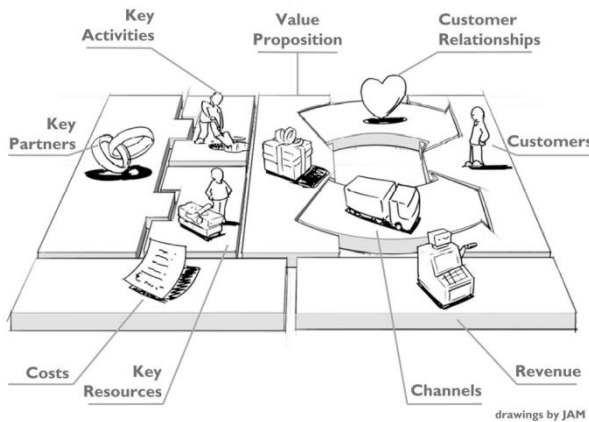 Key
Activities
Value
Proposition
Customer
Relationships
Key
Partners
Customers
Costs
Key
Resources
Channels
Revenue
drawings by JAM